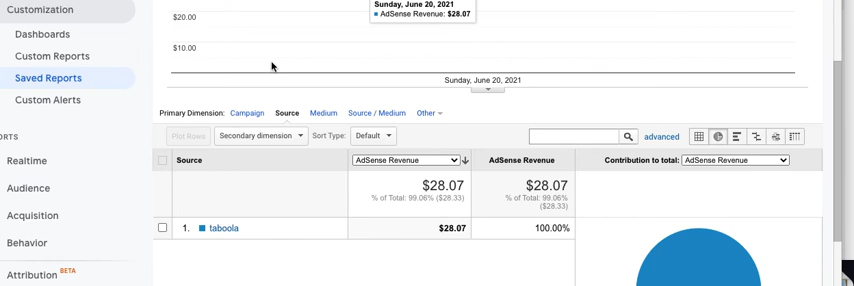 Customization
Dashboards
Custom Reports
Saved Reports
Custom Alerts
ORTS
Realtime
Audience
Acquisition
Behavior
Attribution BETA
$20.00
$10.00
Sunday, June 20, 2021
AdSense Revenue: $28.07
Sunday, June 20, 2021
Primary Dimension: Campaign Source Medium Source / Medium Other
Plot Rows Secondary dimension Sort Type: Default advanced
Source AdSense Revenue AdSense Revenue Contribution to total: AdSense Revenue
$28.07 $28.07
% of Total: 99.06% ($28.33) % of Total: 99.06%
($28.33)
1. taboola $28.07 100.00%